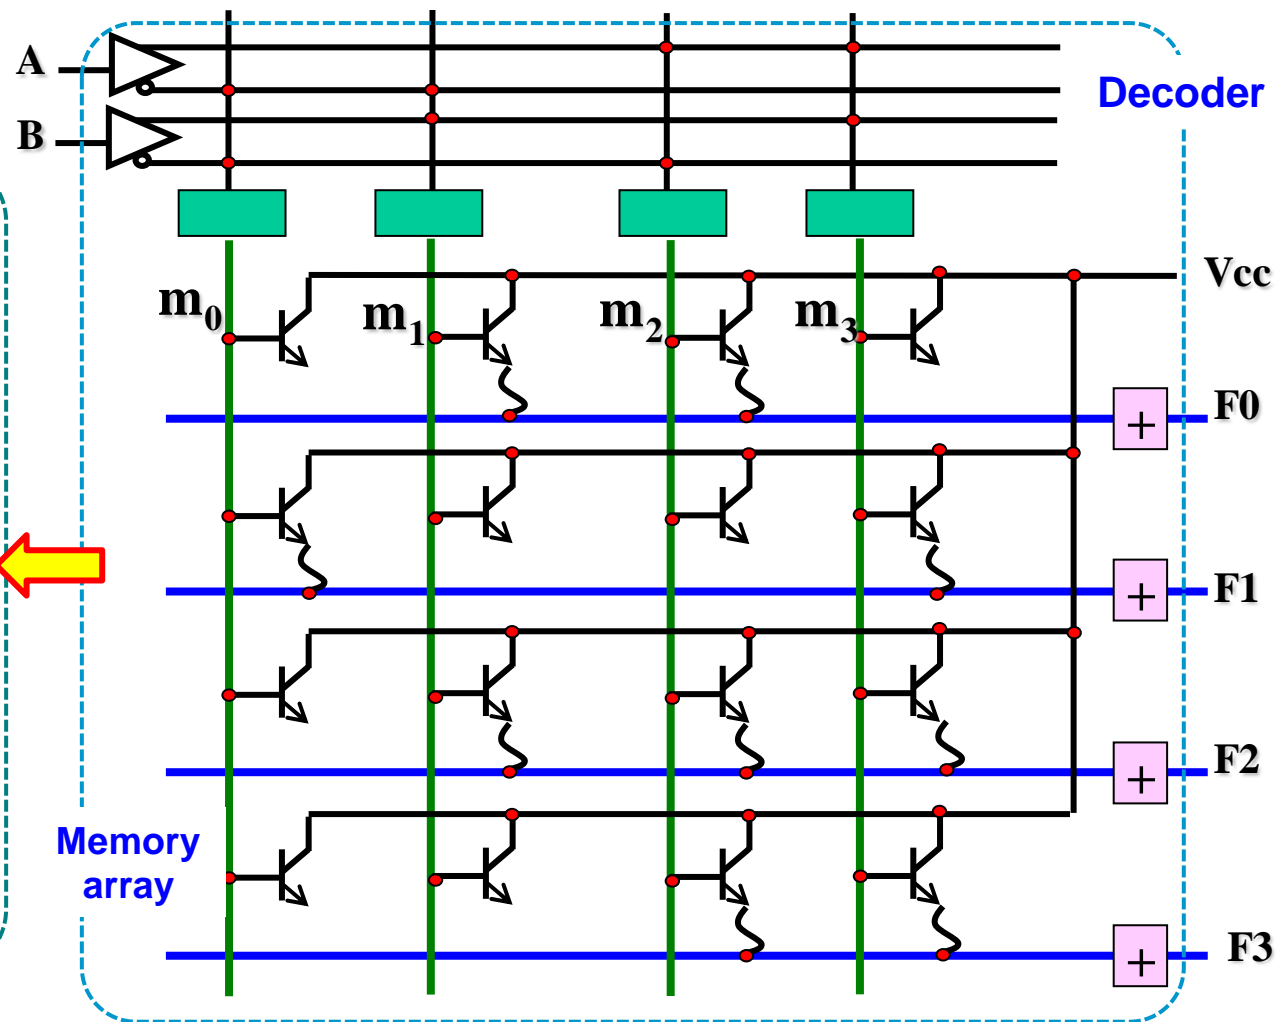 A
Decoder
B
Vcc
m0
m1
m2
m3
+ F0
+ F1
+ F2
Memory
array
+ F3